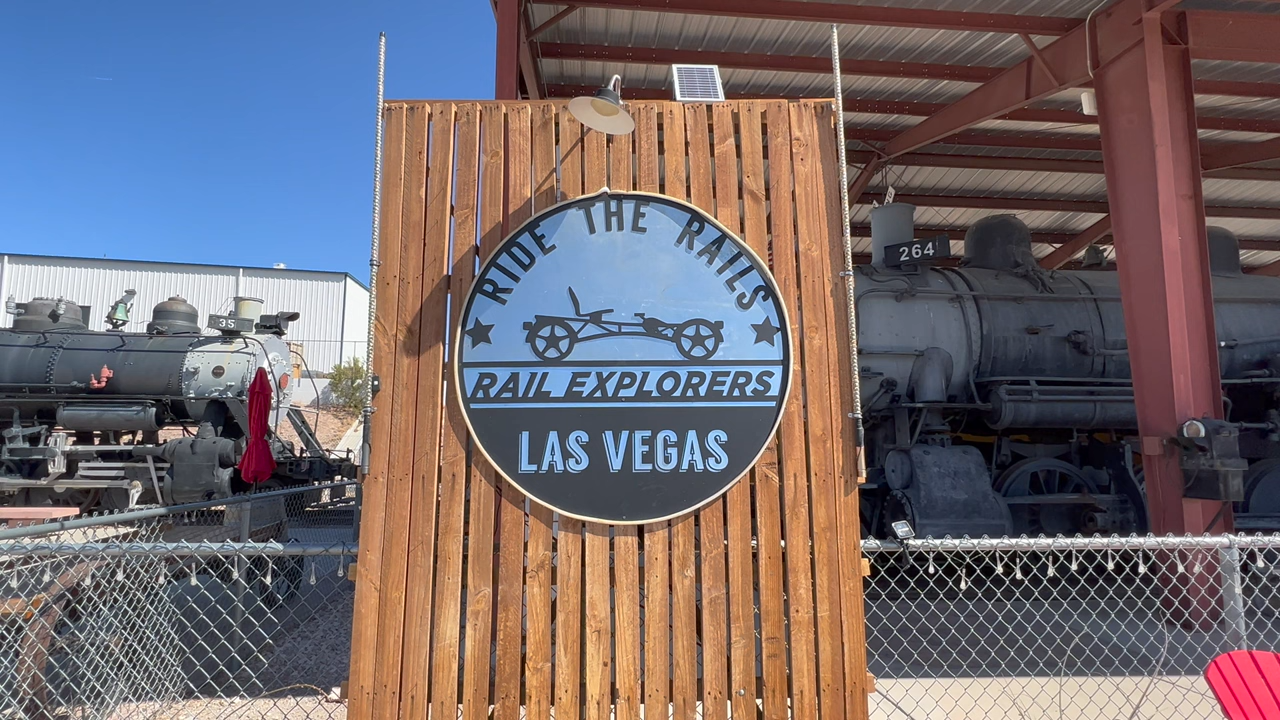 RIDE THE RAILS
RAIL EXPLORERS
LAS VEGAS
35
264